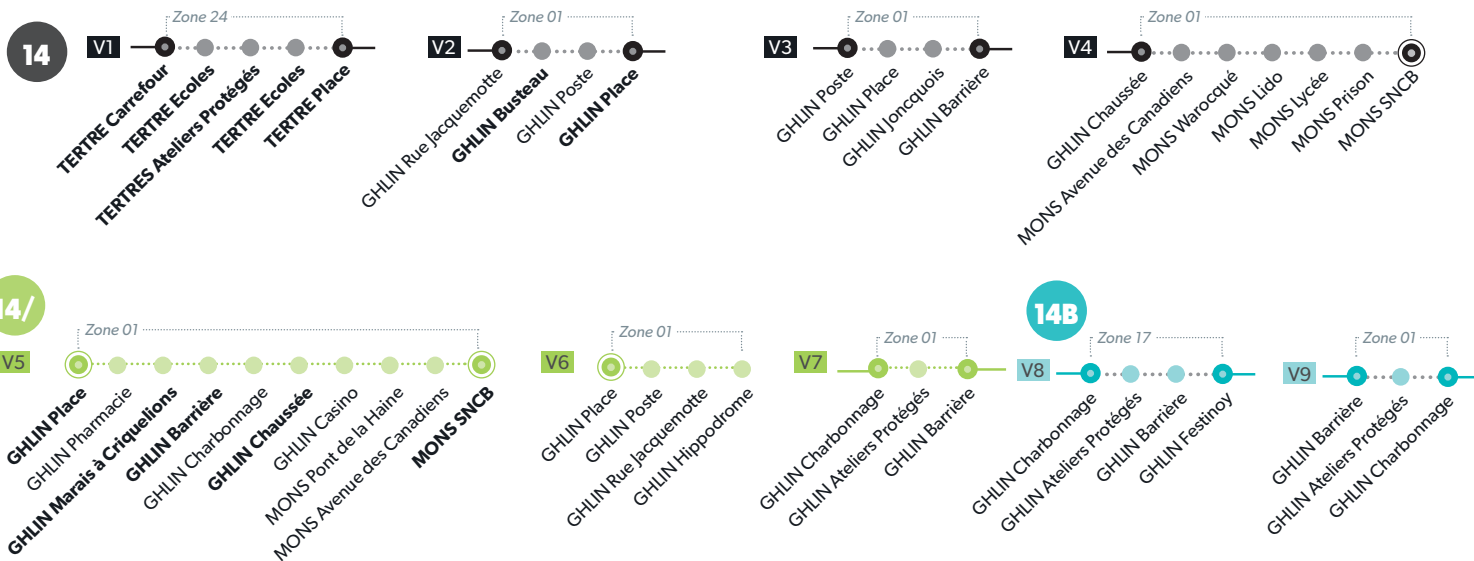 14
V1
Zone 24
TERTRE Carrefour
TERTRE Ecoles
TERTRES Ateliers Protégés
TERTRE Ecoles
TERTRE Place
V2
Zone 01
GHLIN Rue Jacquemotte
GHLIN Busteau
GHLIN Poste
GHLIN Place
V3
Zone 01
GHLIN Poste
GHLIN Place
GHLIN Joncquois
GHLIN Barrière
V4
Zone 01
GHLIN Chaussée
MONS Avenue des Canadiens
MONS Warocqué
MONS Lido
MONS Lycée
MONS Prison
MONS SNCB
14/
V5
Zone 01
GHLIN Place
GHLIN Pharmacie
GHLIN Marais à Criquelions
GHLIN Barrière
GHLIN Charbonnage
GHLIN Chaussée
GHLIN Casino
MONS Pont de la Haine
MONS Avenue des Canadiens
MONS SNCB
V6
Zone 01
GHLIN Place
GHLIN Poste
GHLIN Rue Jacquemotte
GHLIN Hippodrome
V7
Zone 01
GHLIN Charbonnage
GHLIN Ateliers Protégés
GHLIN Barrière
14B
V8
Zone 17
GHLIN Charbonnage
GHLIN Ateliers Protégés
GHLIN Barrière
GHLIN Festinoy
V9
Zone 01
GHLIN Barrière
GHLIN Ateliers Protégés
GHLIN Charbonnage